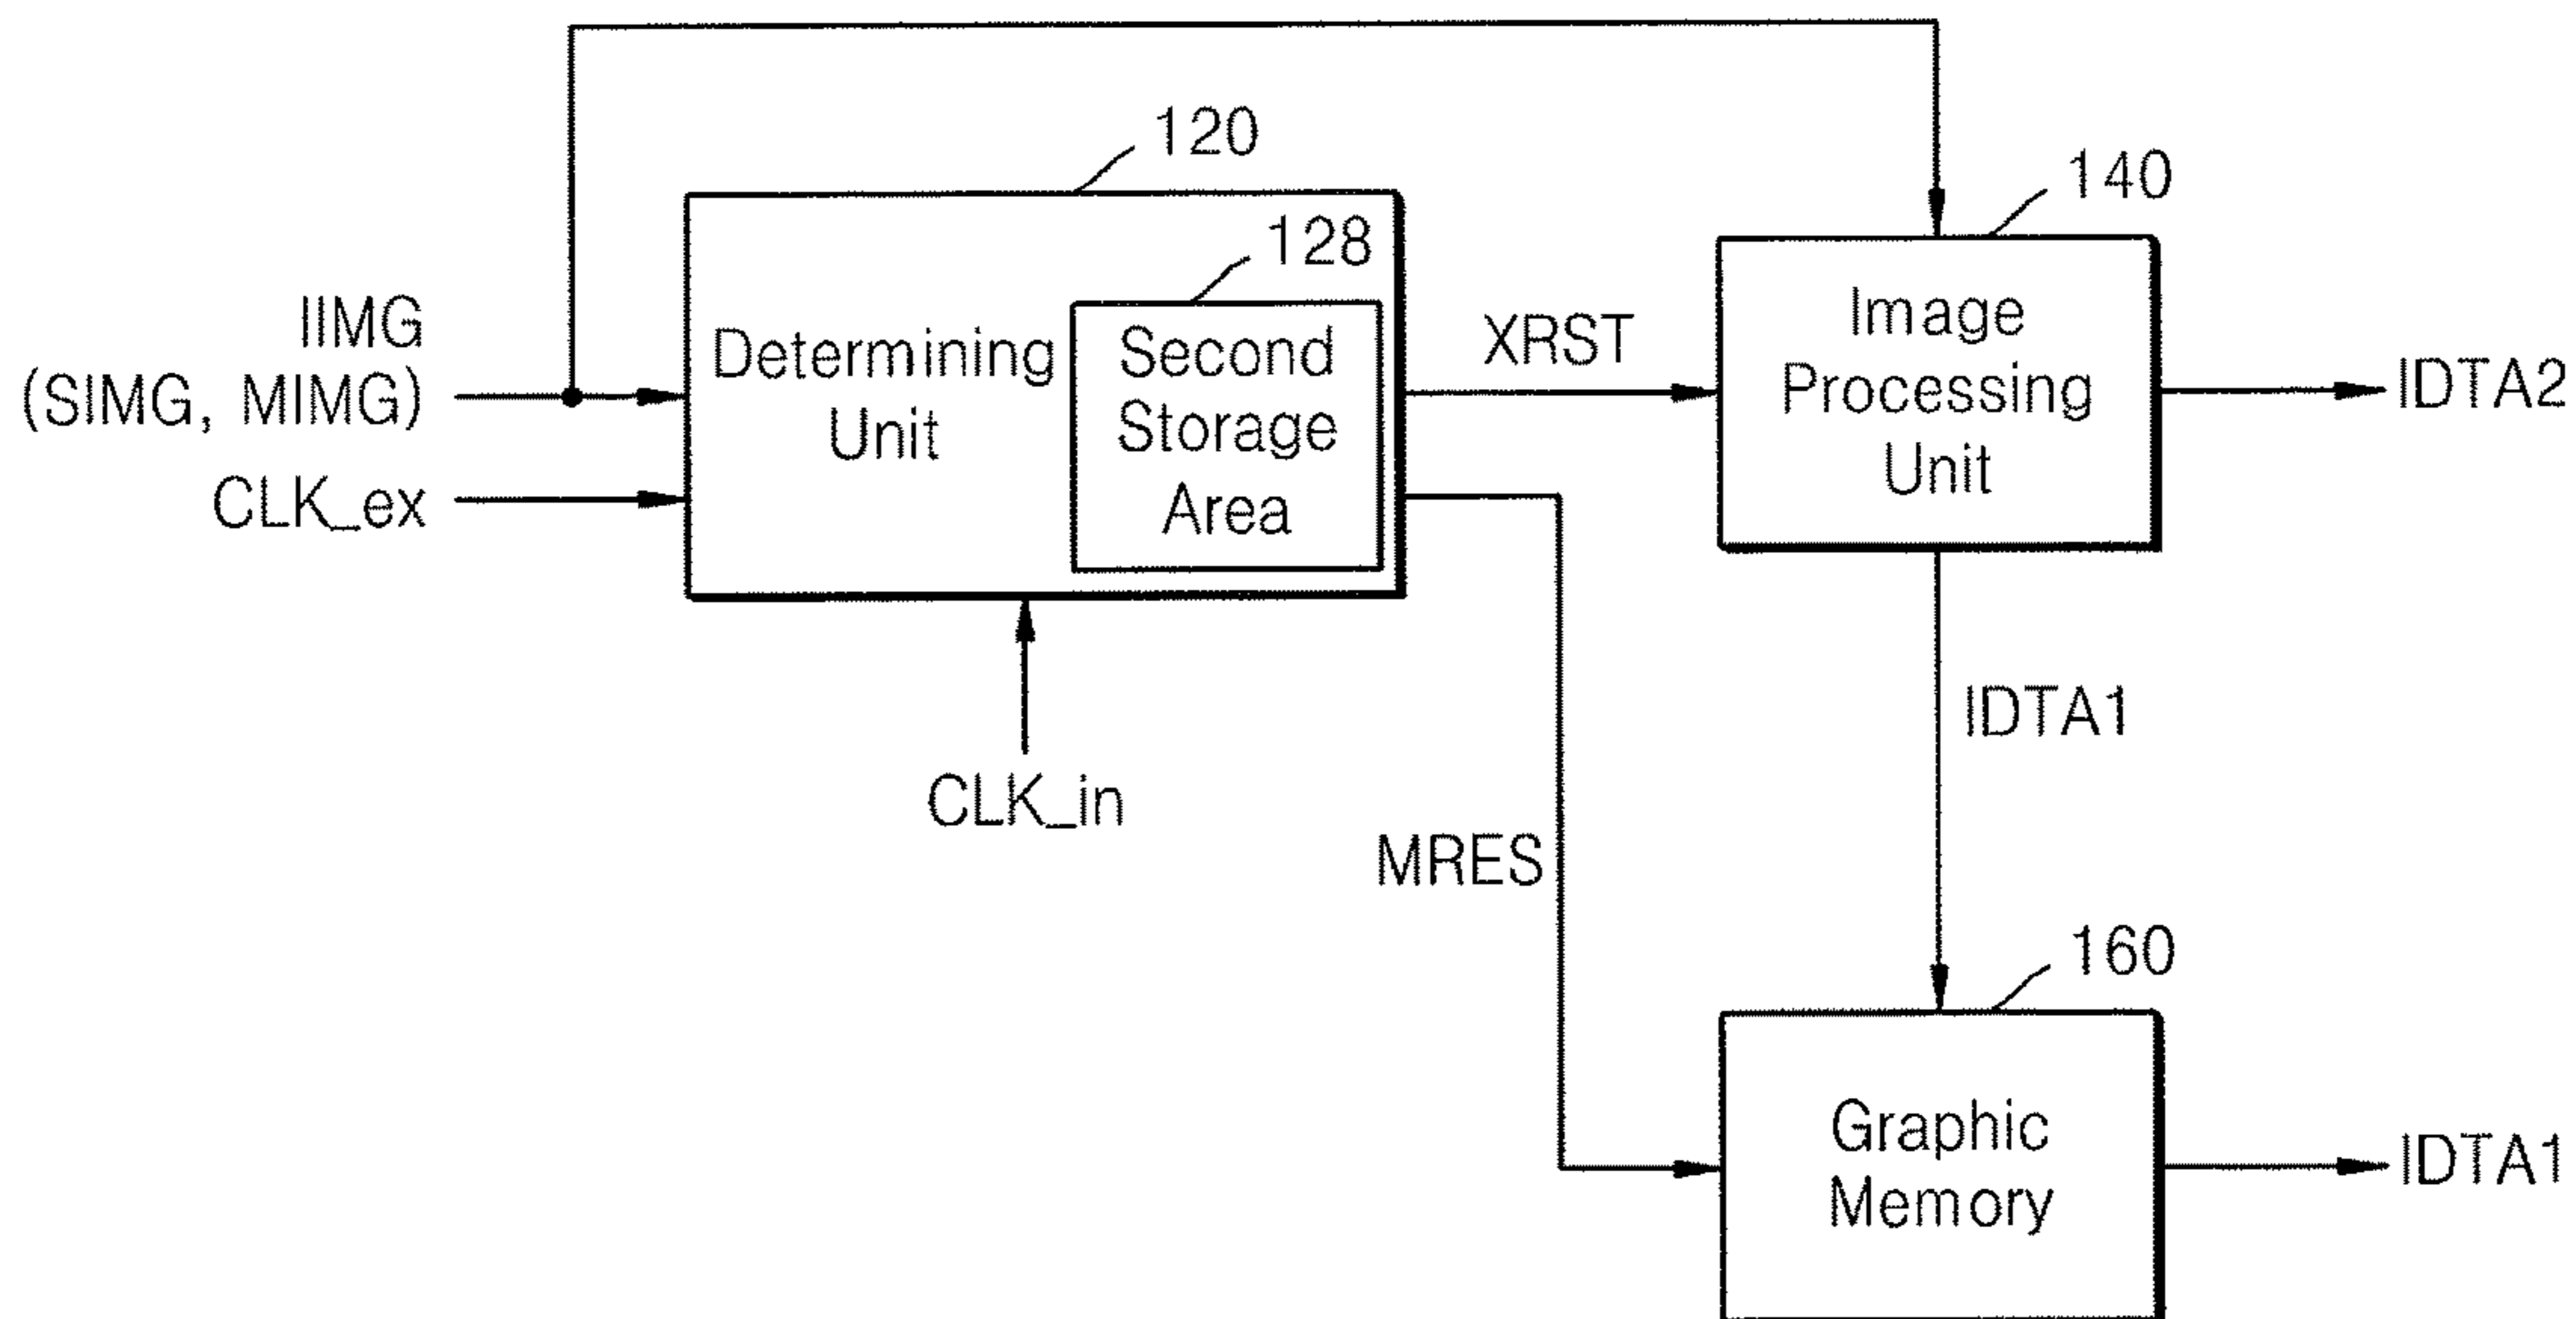 120
140
128
IIMG
(SIMG, MIMG)
CLK_ex
Determining
Unit
Second
Storage
Area
XRST
Image
Processing
Unit
IDTA2
CLK_in
IDTA1
MRES
160
Graphic
Memory
IDTA1